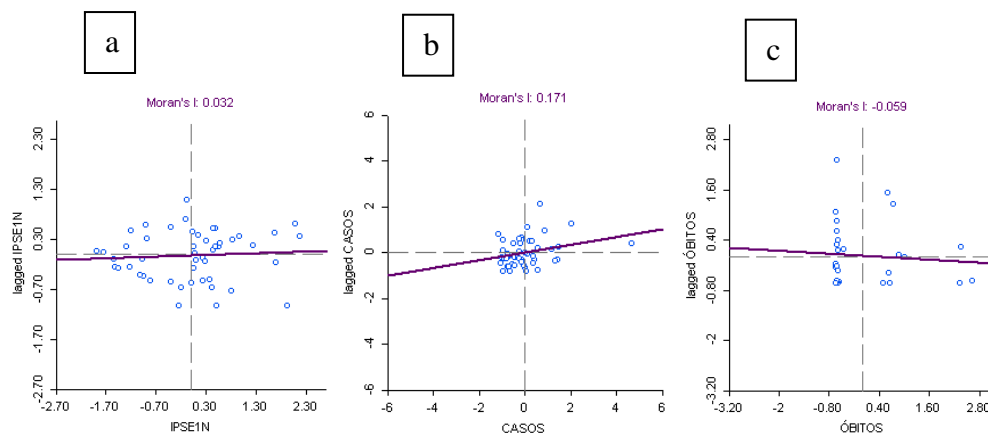 a
Moran's I: 0.032
lagged IPSE1N
2.30
1.30
0.30
-0.70
-1.70
-2.70
-2.70 -1.70 -0.70 0.30 1.30 2.30
IPSE1N
b
Moran's I: 0.171
lagged CASOS
6
4
2
0
-2
-4
-6
-6 -4 -2 0 2 4 6
CASOS
c
Moran's I: -0.059
lagged ÓBITOS
2.80
1.60
0.40
-0.80
-2
-3.20
-3.20 -2 -0.80 0.40 1.60 2.80
ÓBITOS